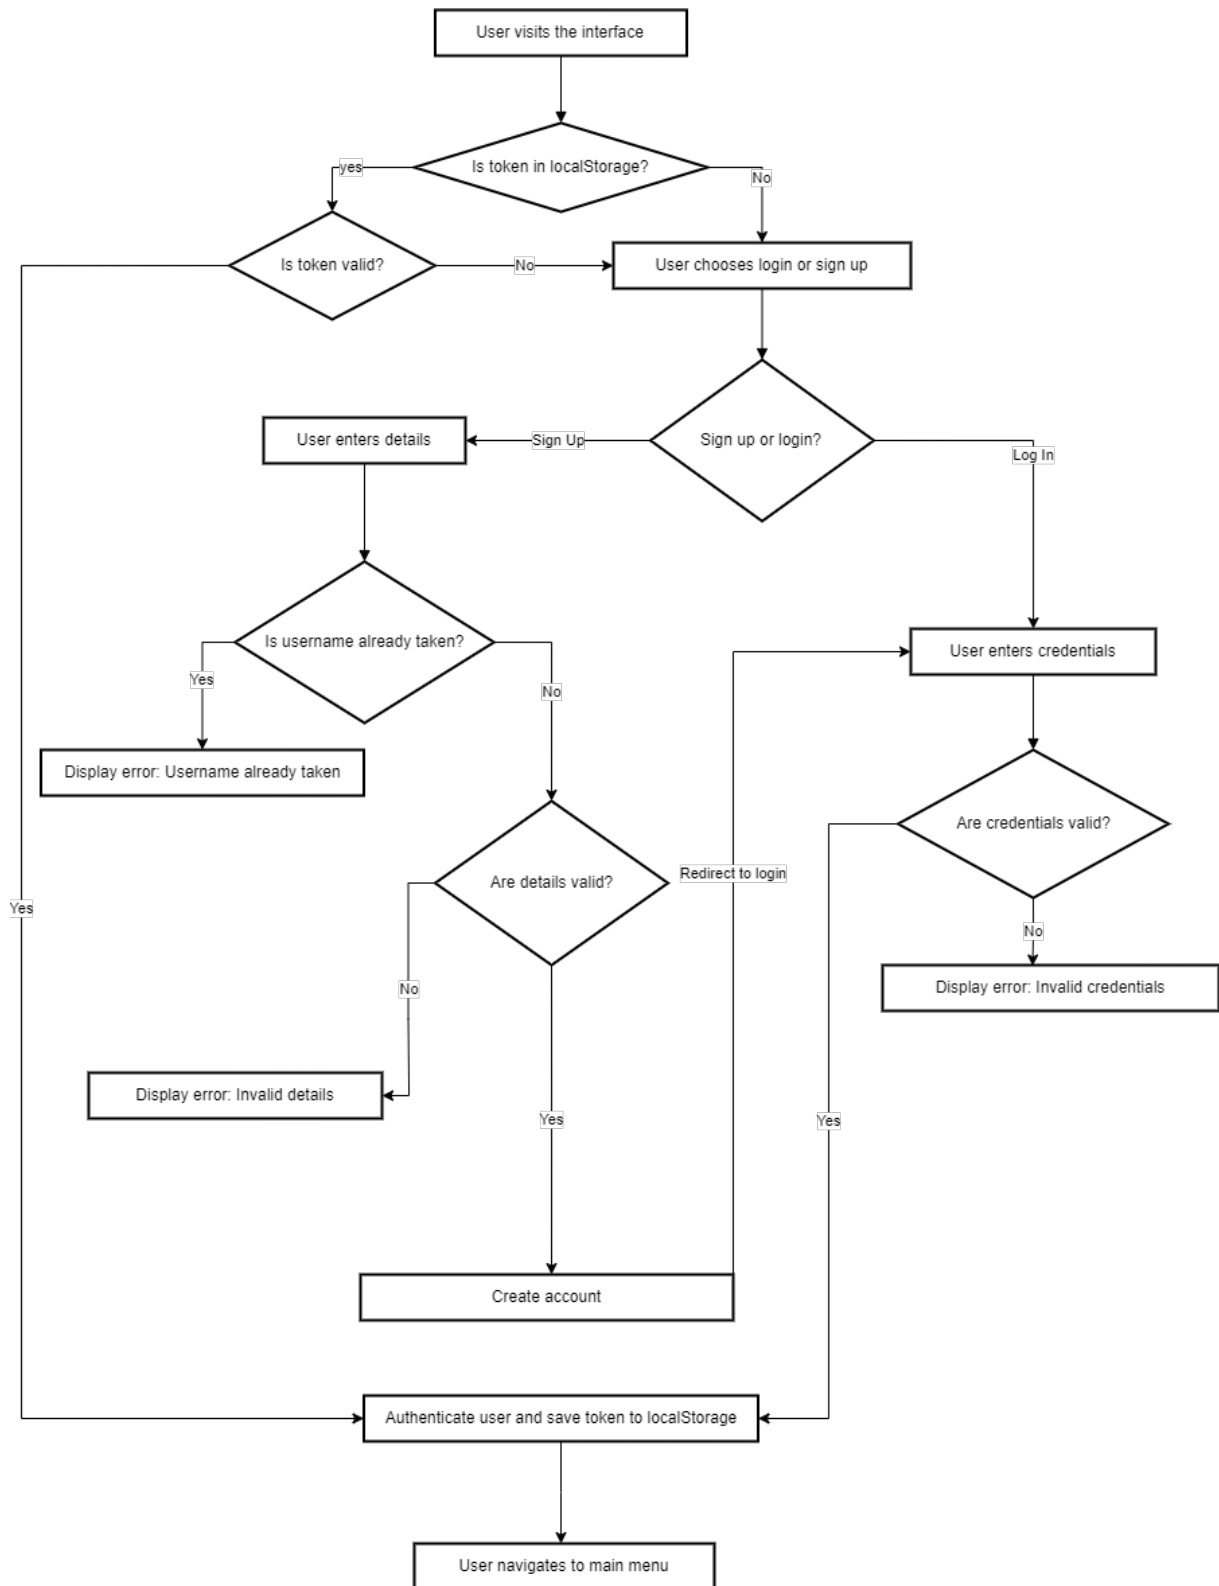 User visits the interface
Is token in localStorage?
yes
No
Is token valid?
No
User chooses login or sign up
User enters details
Sign Up
Sign up or login?
Log In
Is username already taken?
Yes
No
User enters credentials
Display error: Username already taken
Are credentials valid?
Are details valid?
Redirect to login
Yes
No
No
Display error: Invalid credentials
Display error: Invalid details
Yes
Yes
Create account
Authenticate user and save token to localStorage
User navigates to main menu